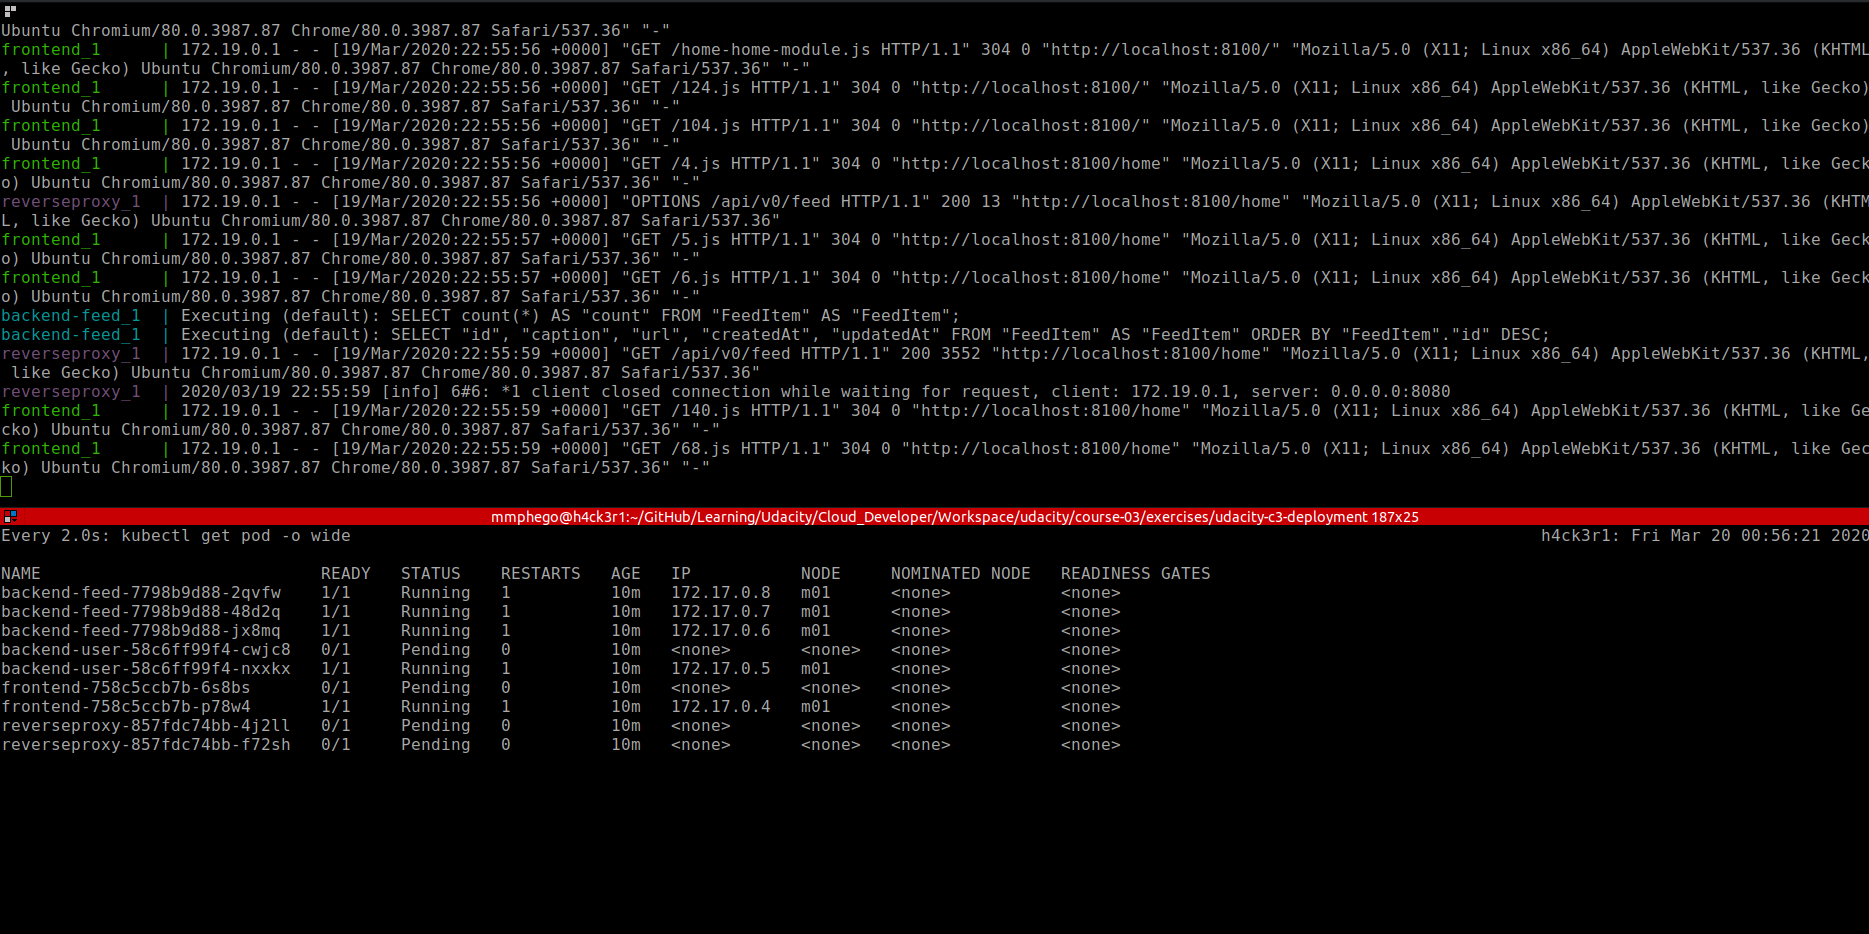 Ubuntu Chromium/80.0.3987.87 Chrome/80.0.3987.87 Safari/537.36" "-"
frontend_1      | 172.19.0.1 - - [19/Mar/2020:22:55:56 +0000] "GET /home-home-module.js HTTP/1.1" 304 0 "http://localhost:8100/" "Mozilla/5.0 (X11; Linux x86_64) AppleWebKit/537.36 (KHTML
, like Gecko) Ubuntu Chromium/80.0.3987.87 Chrome/80.0.3987.87 Safari/537.36" "-"
frontend_1      | 172.19.0.1 - - [19/Mar/2020:22:55:56 +0000] "GET /124.js HTTP/1.1" 304 0 "http://localhost:8100/" "Mozilla/5.0 (X11; Linux x86_64) AppleWebKit/537.36 (KHTML, like Gecko)
 Ubuntu Chromium/80.0.3987.87 Chrome/80.0.3987.87 Safari/537.36" "-"
frontend_1      | 172.19.0.1 - - [19/Mar/2020:22:55:56 +0000] "GET /104.js HTTP/1.1" 304 0 "http://localhost:8100/" "Mozilla/5.0 (X11; Linux x86_64) AppleWebKit/537.36 (KHTML, like Gecko)
 Ubuntu Chromium/80.0.3987.87 Chrome/80.0.3987.87 Safari/537.36" "-"
frontend_1      | 172.19.0.1 - - [19/Mar/2020:22:55:56 +0000] "GET /4.js HTTP/1.1" 304 0 "http://localhost:8100/home" "Mozilla/5.0 (X11; Linux x86_64) AppleWebKit/537.36 (KHTML, like Geck
o) Ubuntu Chromium/80.0.3987.87 Chrome/80.0.3987.87 Safari/537.36" "-"
reverseproxy_1  | 172.19.0.1 - - [19/Mar/2020:22:55:56 +0000] "OPTIONS /api/v0/feed HTTP/1.1" 200 13 "http://localhost:8100/home" "Mozilla/5.0 (X11; Linux x86_64) AppleWebKit/537.36 (KHTM
L, like Gecko) Ubuntu Chromium/80.0.3987.87 Chrome/80.0.3987.87 Safari/537.36"
frontend_1      | 172.19.0.1 - - [19/Mar/2020:22:55:57 +0000] "GET /5.js HTTP/1.1" 304 0 "http://localhost:8100/home" "Mozilla/5.0 (X11; Linux x86_64) AppleWebKit/537.36 (KHTML, like Geck
o) Ubuntu Chromium/80.0.3987.87 Chrome/80.0.3987.87 Safari/537.36" "-"
frontend_1      | 172.19.0.1 - - [19/Mar/2020:22:55:57 +0000] "GET /6.js HTTP/1.1" 304 0 "http://localhost:8100/home" "Mozilla/5.0 (X11; Linux x86_64) AppleWebKit/537.36 (KHTML, like Geck
o) Ubuntu Chromium/80.0.3987.87 Chrome/80.0.3987.87 Safari/537.36" "-"
backend-feed_1  | Executing (default): SELECT count(*) AS "count" FROM "FeedItem" AS "FeedItem";
backend-feed_1  | Executing (default): SELECT "id", "caption", "url", "createdAt", "updatedAt" FROM "FeedItem" AS "FeedItem" ORDER BY "FeedItem"."id" DESC;
reverseproxy_1  | 172.19.0.1 - - [19/Mar/2020:22:55:59 +0000] "GET /api/v0/feed HTTP/1.1" 200 3552 "http://localhost:8100/home" "Mozilla/5.0 (X11; Linux x86_64) AppleWebKit/537.36 (KHTML,
 like Gecko) Ubuntu Chromium/80.0.3987.87 Chrome/80.0.3987.87 Safari/537.36"
reverseproxy_1  | 2020/03/19 22:55:59 [info] 6#6: *1 client closed connection while waiting for request, client: 172.19.0.1, server: 0.0.0.0:8080
frontend_1      | 172.19.0.1 - - [19/Mar/2020:22:55:59 +0000] "GET /140.js HTTP/1.1" 304 0 "http://localhost:8100/home" "Mozilla/5.0 (X11; Linux x86_64) AppleWebKit/537.36 (KHTML, like Ge
cko) Ubuntu Chromium/80.0.3987.87 Chrome/80.0.3987.87 Safari/537.36" "-"
frontend_1      | 172.19.0.1 - - [19/Mar/2020:22:55:59 +0000] "GET /68.js HTTP/1.1" 304 0 "http://localhost:8100/home" "Mozilla/5.0 (X11; Linux x86_64) AppleWebKit/537.36 (KHTML, like Gec
ko) Ubuntu Chromium/80.0.3987.87 Chrome/80.0.3987.87 Safari/537.36" "-"
mmphego@h4ck3r1:~/GitHub/Learning/Udacity/Cloud_Developer/Workspace/udacity/course-03/exercises/udacity-c3-deployment 187x25
Every 2.0s: kubectl get pod -o wide                                h4ck3r1: Fri Mar 20 00:56:21 2020
NAME                            READY   STATUS    RESTARTS   AGE   IP           NODE     NOMINATED NODE   READINESS GATES
backend-feed-7798b9d88-2qvfw    1/1     Running   1          10m   172.17.0.8   m01      <none>           <none>
backend-feed-7798b9d88-48d2q    1/1     Running   1          10m   172.17.0.7   m01      <none>           <none>
backend-feed-7798b9d88-jx8mq    1/1     Running   1          10m   172.17.0.6   m01      <none>           <none>
backend-user-58c6ff99f4-cwjc8   0/1     Pending   0          10m   <none>       <none>   <none>           <none>
backend-user-58c6ff99f4-nxxkx   1/1     Running   1          10m   172.17.0.5   m01      <none>           <none>
frontend-758c5ccb7b-6s8bs       0/1     Pending   0          10m   <none>       <none>   <none>           <none>
frontend-758c5ccb7b-p78w4       1/1     Running   1          10m   172.17.0.4   m01      <none>           <none>
reverseproxy-857fdc74bb-4j2ll   0/1     Pending   0          10m   <none>       <none>   <none>           <none>
reverseproxy-857fdc74bb-f72sh   0/1     Pending   0          10m   <none>       <none>   <none>           <none>